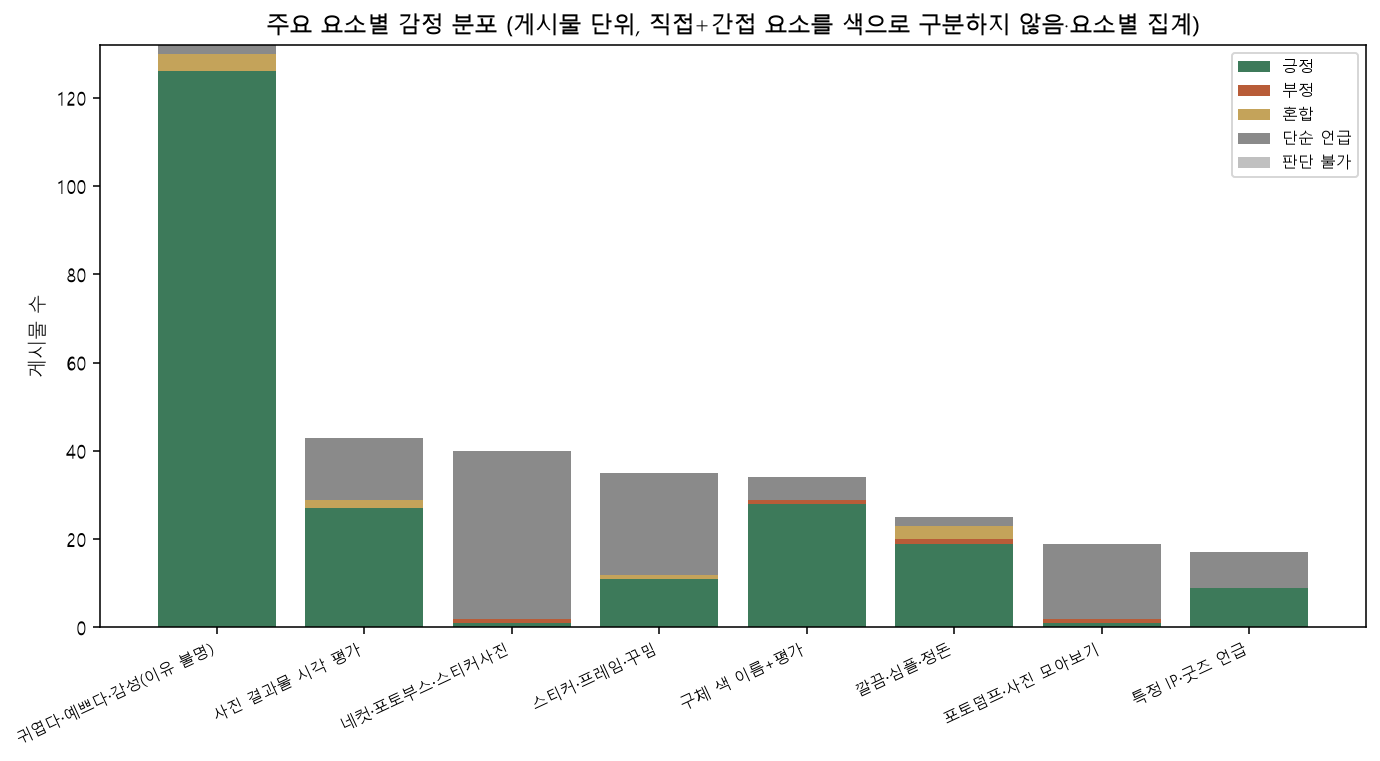 주요 요소별 감정 분포 (게시물 단위, 직접+간접 요소를 색으로 구분하지 않음·요소별 집계)
긍정
부정
혼합
단순 언급
판단 불가
게시물 수
120
100
80
60
40
20
0
귀엽다·예쁘다·감성(이유 불명)
사진 결과물 시각 평가
네컷·포토부스·스티커사진
스티커·프레임·꾸밈
구체 색 이름+평가
깔끔·심플·정돈
포토덤프·사진 모아보기
특정 IP·굿즈 언급